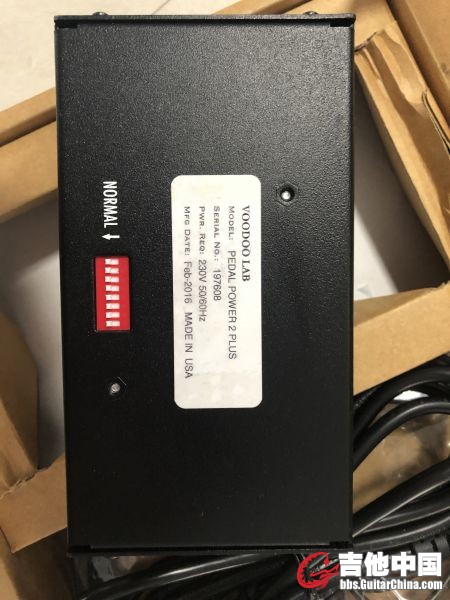 VOODOO LAB
MODEL: PEDAL POWER 2 PLUS
SERIAL NO.: 197608
PWR. REQ: 230V 50/60Hz
MFG DATE: Feb-2016 MADE IN USA
NORMAL ↑
吉他中国
bbs.GuitarChina.com